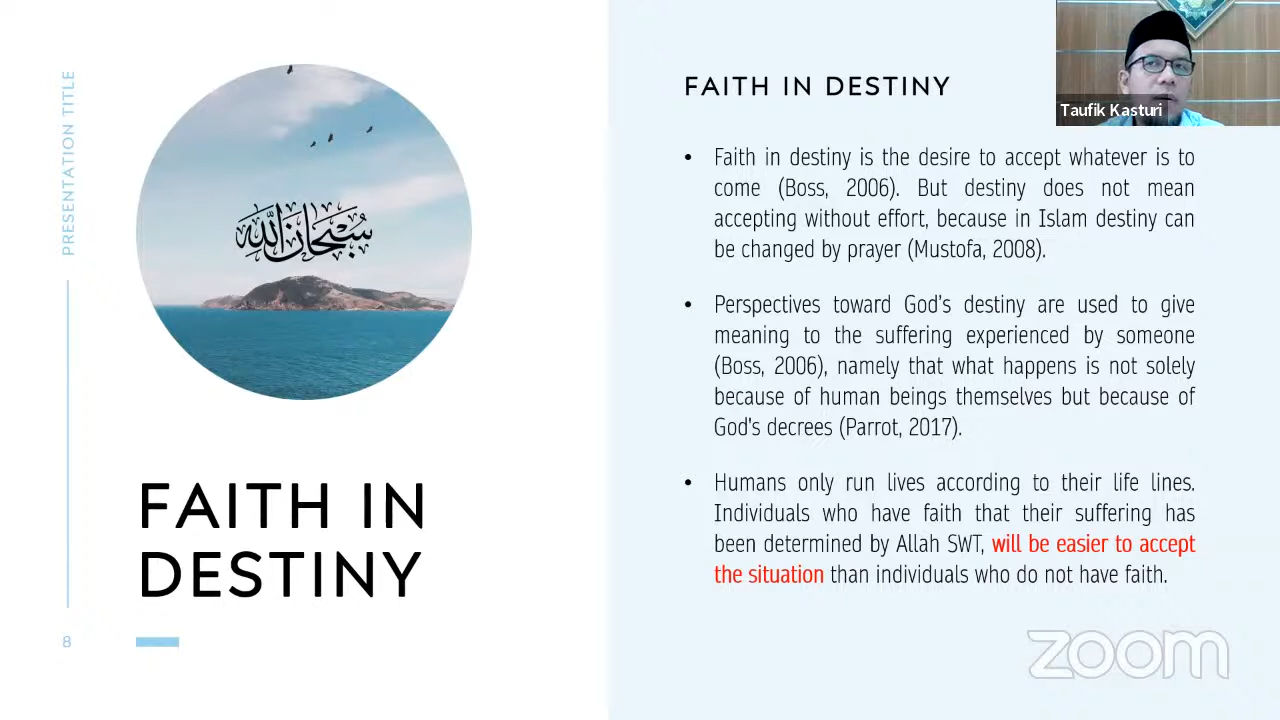 PRESENTATION TITLE
سُبْحَانَ اللّٰه
FAITH IN
DESTINY
8
FAITH IN DESTINY
• Faith in destiny is the desire to accept whatever is to
come (Boss, 2006). But destiny does not mean
accepting without effort, because in Islam destiny can
be changed by prayer (Mustofa, 2008).
• Perspectives toward God's destiny are used to give
meaning to the suffering experienced by someone
(Boss, 2006), namely that what happens is not solely
because of human beings themselves but because of
God's decrees (Parrot, 2017).
• Humans only run lives according to their life lines.
Individuals who have faith that their suffering has
been determined by Allah SWT, will be easier to accept
the situation than individuals who do not have faith.
Taufik Kasturi
zoom